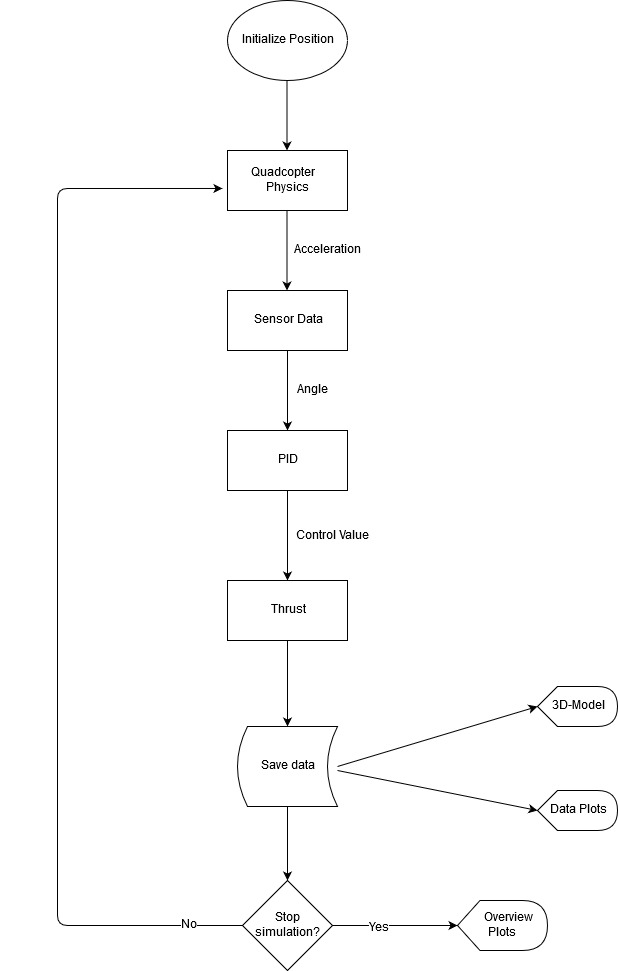 Initialize Position
Quadcopter
Physics
Acceleration
Sensor Data
Angle
PID
Control Value
Thrust
3D-Model
Save data
Data Plots
No
Stop
simulation?
Yes
Overview
Plots